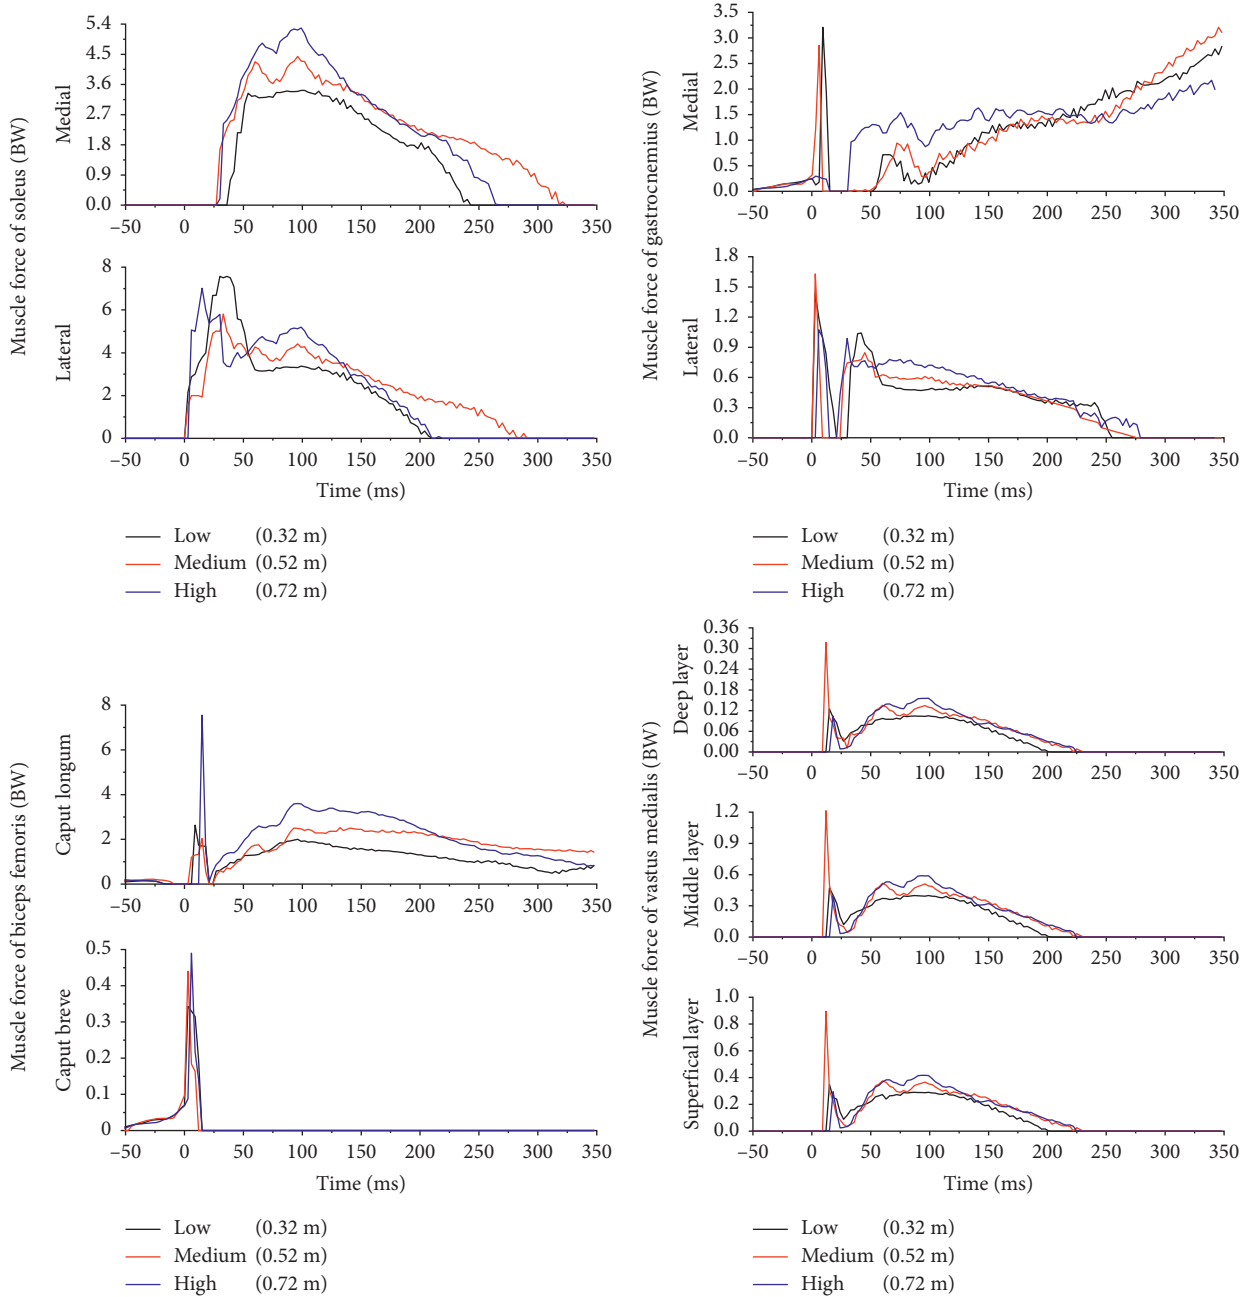 Muscle force of soleus (BW)
Medial
5.4
4.5
3.6
2.7
1.8
0.9
0.0
−50 0 50 100 150 200 250 300 350
Lateral
8
6
4
2
0
−50 0 50 100 150 200 250 300 350
Time (ms)
Low (0.32 m)
Medium (0.52 m)
High (0.72 m)
Muscle force of gastrocnemius (BW)
Medial
3.5
3.0
2.5
2.0
1.5
1.0
0.5
0.0
−50 0 50 100 150 200 250 300 350
Lateral
1.8
1.5
1.2
0.9
0.6
0.3
0.0
−50 0 50 100 150 200 250 300 350
Time (ms)
Low (0.32 m)
Medium (0.52 m)
High (0.72 m)
Muscle force of biceps femoris (BW)
Caput longum
8
6
4
2
0
−50 0 50 100 150 200 250 300 350
Caput breve
0.5
0.4
0.3
0.2
0.1
0
−50 0 50 100 150 200 250 300 350
Time (ms)
Low (0.32 m)
Medium (0.52 m)
High (0.72 m)
Muscle force of vastus medialis (BW)
Deep layer
0.36
0.30
0.24
0.18
0.12
0.06
0.00
−50 0 50 100 150 200 250 300 350
Middle layer
1.2
0.9
0.6
0.3
0.0
−50 0 50 100 150 200 250 300 350
Superfical layer
1.0
0.8
0.6
0.4
0.2
0.0
−50 0 50 100 150 200 250 300 350
Time (ms)
Low (0.32 m)
Medium (0.52 m)
High (0.72 m)